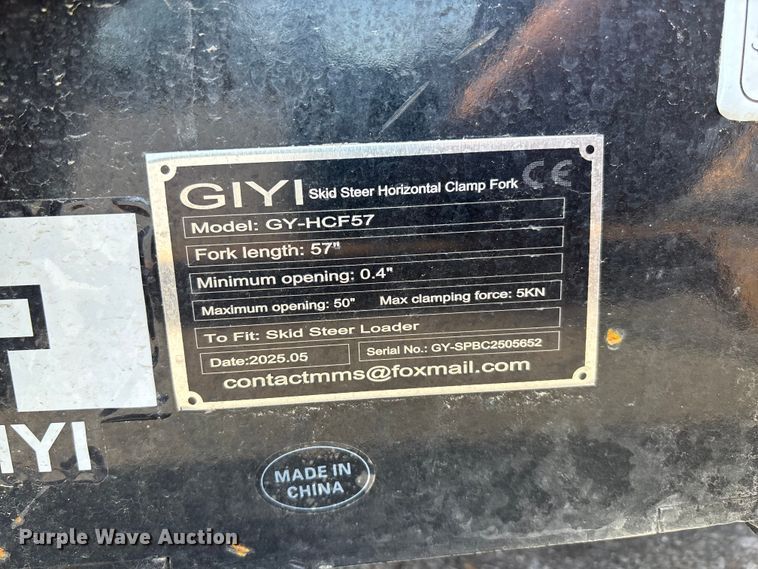 GIYI Skid Steer Horizontal Clamp Fork CE
Model: GY-HCF57
Fork length: 57"
Minimum opening: 0.4"
Maximum opening: 50" Max clamping force: 5KN
To Fit: Skid Steer Loader
Date:2025.05 Serial No.: GY-SPBC2505652
contactmms@foxmail.com
IYI
MADE IN
CHINA
Purple Wave Auction